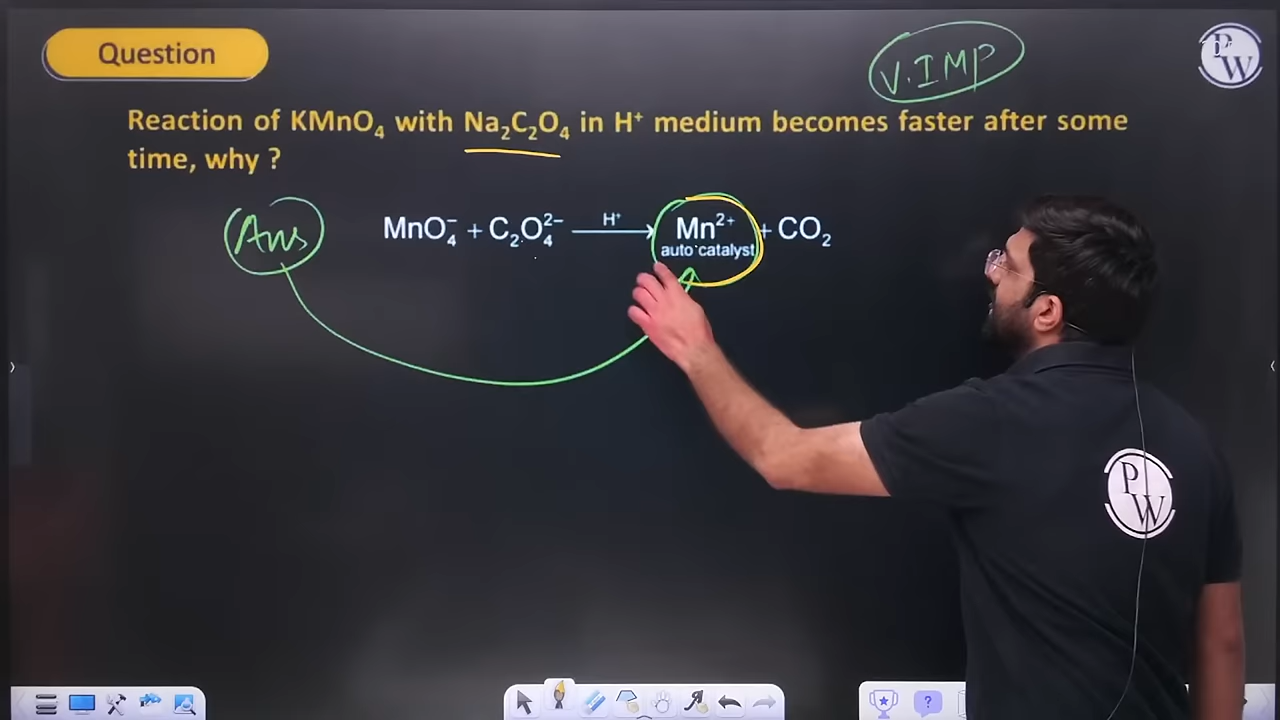 Question
V.IMP
PW
Reaction of KMnO₄ with Na₂C₂O₄ in H⁺ medium becomes faster after some
time, why ?
Ans
MnO₄⁻ + C₂O₄²⁻ —H⁺→ Mn²⁺ + CO₂
auto catalyst
PW